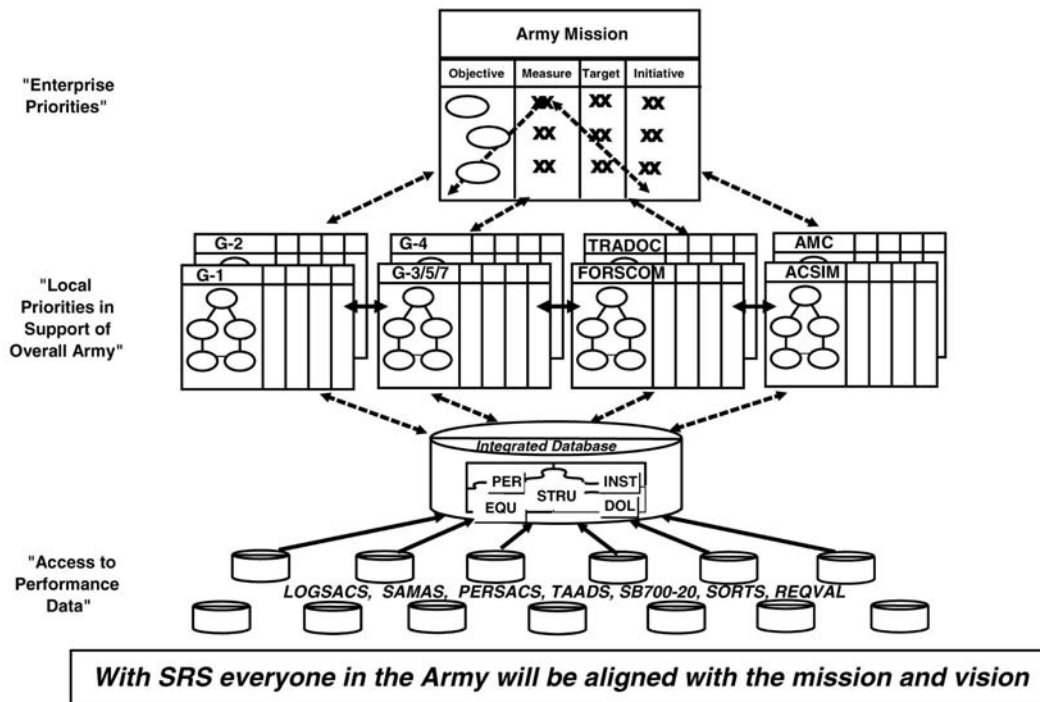 Army Mission
Objective Measure Target Initiative
"Enterprise
Priorities"
XX XX XX
XX XX XX
XX XX XX
G-2 G-4 TRADOC AMC
G-1 G-3/5/7 FORSCOM ACSIM
"Local
Priorities in
Support of
Overall Army"
Integrated Database
PER INST
STRU
EQU DOL
"Access to
Performance
Data"
LOGSACS, SAMAS, PERSACS, TAADS, SB700-20, SORTS, REQVAL
With SRS everyone in the Army will be aligned with the mission and vision